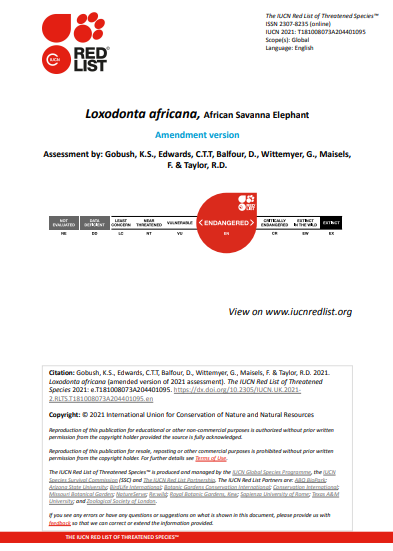 The IUCN Red List of Threatened Species™
ISSN 2307-8235 (online)
IUCN 2021: T181008073A204401095
Scope(s): Global
Language: English
IUCN
RED
LIST
Loxodonta africana, African Savanna Elephant
Amendment version
Assessment by: Gobush, K.S., Edwards, C.T.T, Balfour, D., Wittemyer, G., Maisels,
F. & Taylor, R.D.
RED
LIST
NOT EVALUATED
DATA DEFICIENT
LEAST CONCERN
NEAR THREATENED
VULNERABLE
<ENDANGERED>
CRITICALLY ENDANGERED
EXTINCT IN THE WILD
EXTINCT
NE
DD
LC
NT
VU
EN
CR
EW
EX
View on www.iucnredlist.org
Citation: Gobush, K.S., Edwards, C.T.T, Balfour, D., Wittemyer, G., Maisels, F. & Taylor, R.D. 2021.
Loxodonta africana (amended version of 2021 assessment). The IUCN Red List of Threatened
Species 2021: e.T181008073A204401095. https://dx.doi.org/10.2305/IUCN.UK.2021-
2.RLTS.T181008073A204401095.en
Copyright: © 2021 International Union for Conservation of Nature and Natural Resources
Reproduction of this publication for educational or other non-commercial purposes is authorized without prior written
permission from the copyright holder provided the source is fully acknowledged.
Reproduction of this publication for resale, reposting or other commercial purposes is prohibited without prior written
permission from the copyright holder. For further details see Terms of Use.
The IUCN Red List of Threatened Species™ is produced and managed by the IUCN Global Species Programme, the IUCN
Species Survival Commission (SSC) and The IUCN Red List Partnership. The IUCN Red List Partners are: ABQ BioPark;
Arizona State University; BirdLife International; Botanic Gardens Conservation International; Conservation International;
Missouri Botanical Garden; NatureServe; Re:wild; Royal Botanic Gardens, Kew; Sapienza University of Rome; Texas A&M
University; and Zoological Society of London.
If you see any errors or have any questions or suggestions on what is shown in this document, please provide us with
feedback so that we can correct or extend the information provided.
THE IUCN RED LIST OF THREATENED SPECIES™